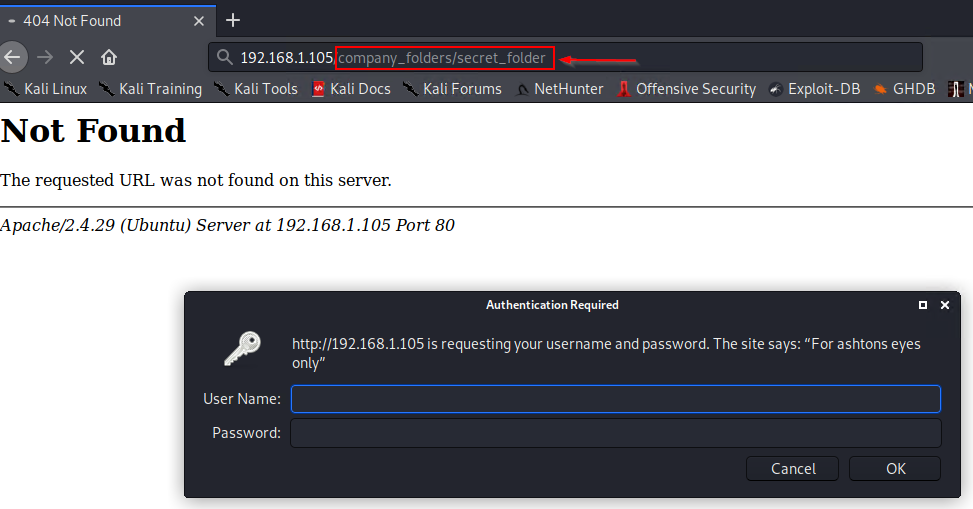 404 Not Found
192.168.1.105/company_folders/secret_folder
Kali Linux Kali Training Kali Tools Kali Docs Kali Forums NetHunter Offensive Security Exploit-DB GHDB M
Not Found
The requested URL was not found on this server.
Apache/2.4.29 (Ubuntu) Server at 192.168.1.105 Port 80
Authentication Required
http://192.168.1.105 is requesting your username and password. The site says: “For ashtons eyes
only”
User Name:
Password:
Cancel OK